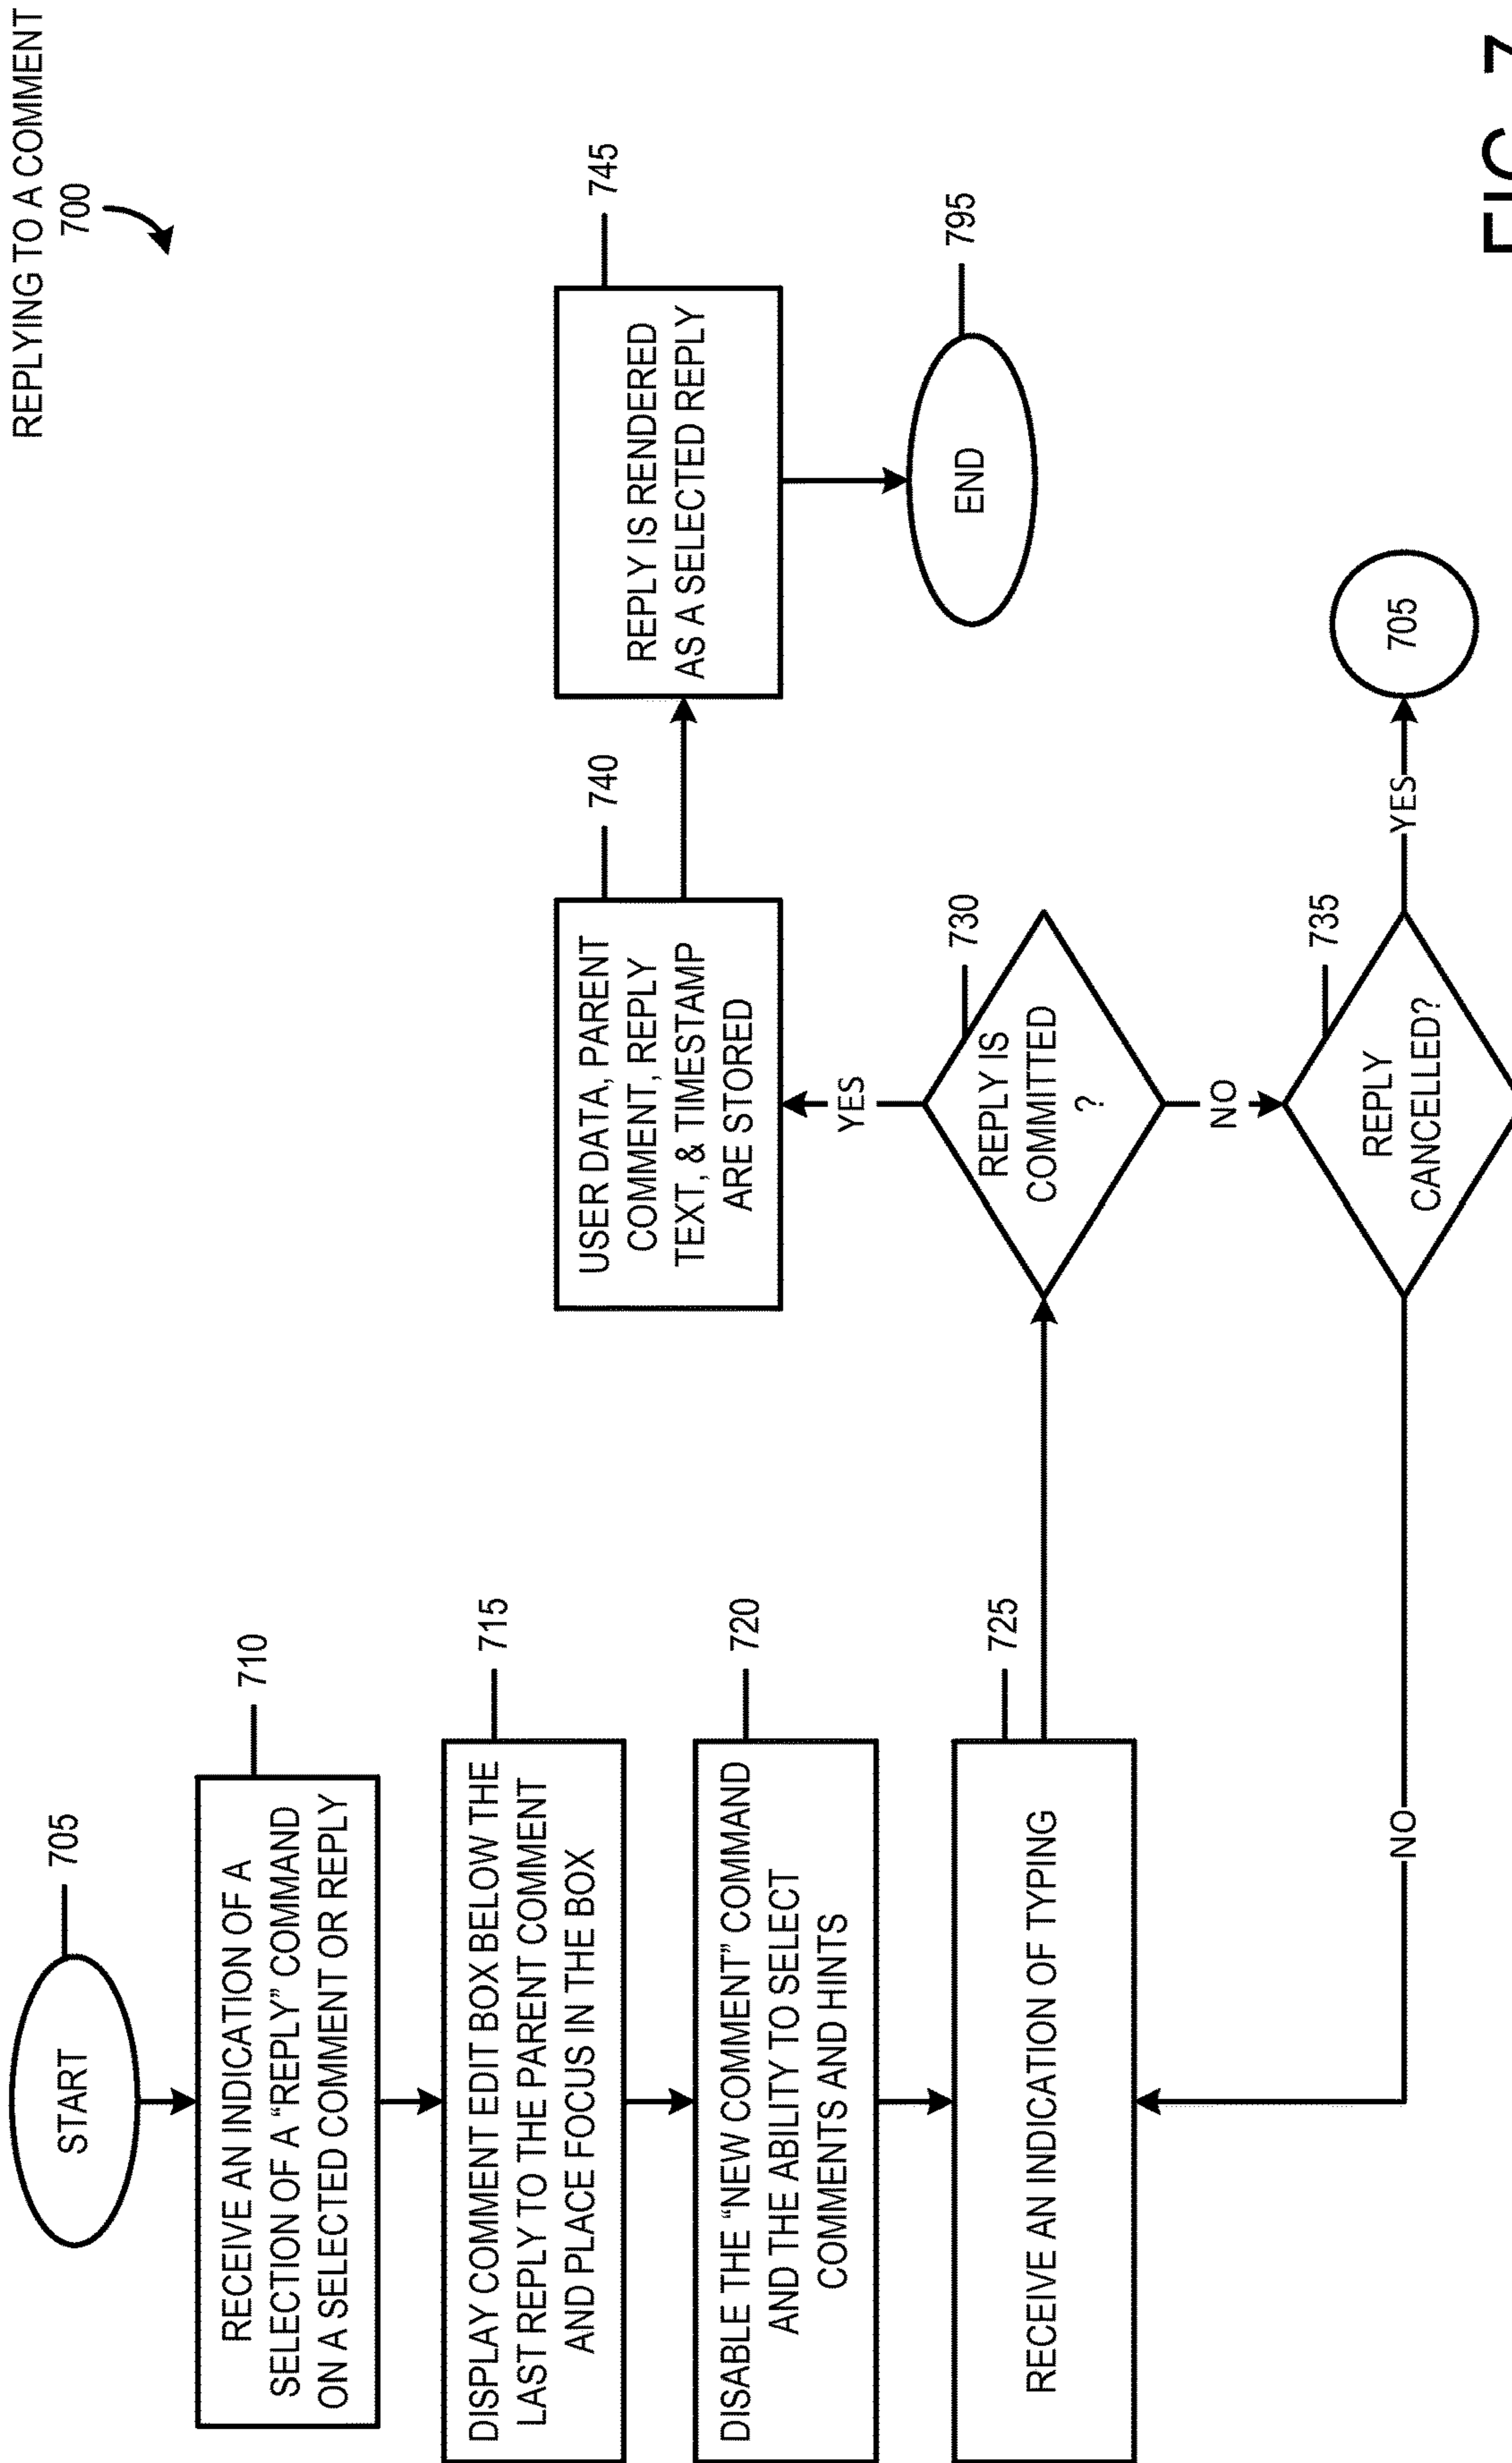 REPLYING TO A COMMENT
700
START
705
RECEIVE AN INDICATION OF A
SELECTION OF A "REPLY" COMMAND
ON A SELECTED COMMENT OR REPLY
710
DISPLAY COMMENT EDIT BOX BELOW THE
LAST REPLY TO THE PARENT COMMENT
AND PLACE FOCUS IN THE BOX
715
DISABLE THE "NEW COMMENT" COMMAND
AND THE ABILITY TO SELECT
COMMENTS AND HINTS
720
RECEIVE AN INDICATION OF TYPING
725
REPLY IS
COMMITTED
?
730
YES
NO
USER DATA, PARENT
COMMENT, REPLY
TEXT, & TIMESTAMP
ARE STORED
740
REPLY IS RENDERED
AS A SELECTED REPLY
745
END
795
REPLY
CANCELLED?
735
YES
705
NO
FIG. 7